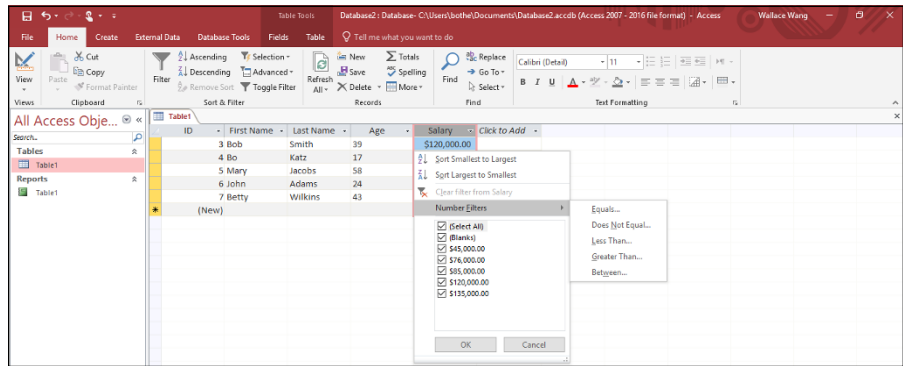 Table Tools Database2 : Database- C:\Users\bothe\Documents\Database2.accdb (Access 2007 - 2016 file format) - Access Wallace Wang
File Home Create External Data Database Tools Fields Table Tell me what you want to do
View
Paste
Cut
Copy
Format Painter
Filter
Ascending
Descending
Remove Sort
Selection
Advanced
Toggle Filter
Refresh
All
New
Save
Delete
Totals
Spelling
More
Find
Replace
Go To
Select
Calibri (Detail) 11
B I U A
Views Clipboard Sort & Filter Records Find Text Formatting
All Access Obje...
Search..
Tables
Table1
Reports
Table1
Table1
ID First Name Last Name Age Salary Click to Add
3 Bob Smith 39 $120,000.00
4 Bo Katz 17
5 Mary Jacobs 58
6 John Adams 24
7 Betty Wilkins 43
(New)
Sort Smallest to Largest
Sort Largest to Smallest
Clear filter from Salary
Number Filters
(Select All)
(Blanks)
$45,000.00
$76,000.00
$85,000.00
$120,000.00
$135,000.00
OK Cancel
Equals...
Does Not Equal...
Less Than...
Greater Than...
Between...